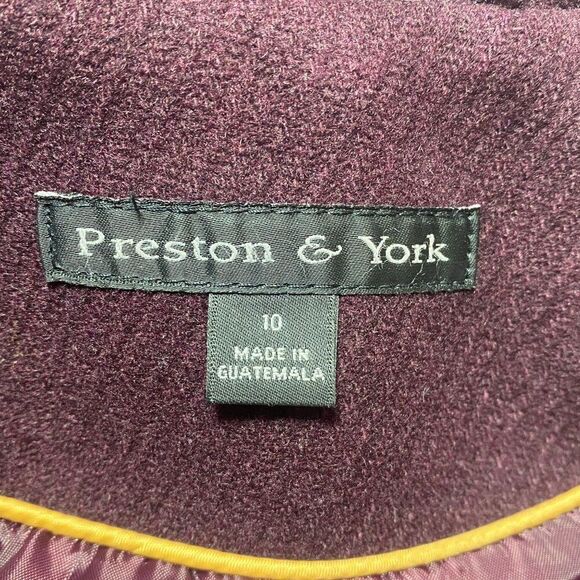 Preston & York
10
MADE IN
GUATEMALA